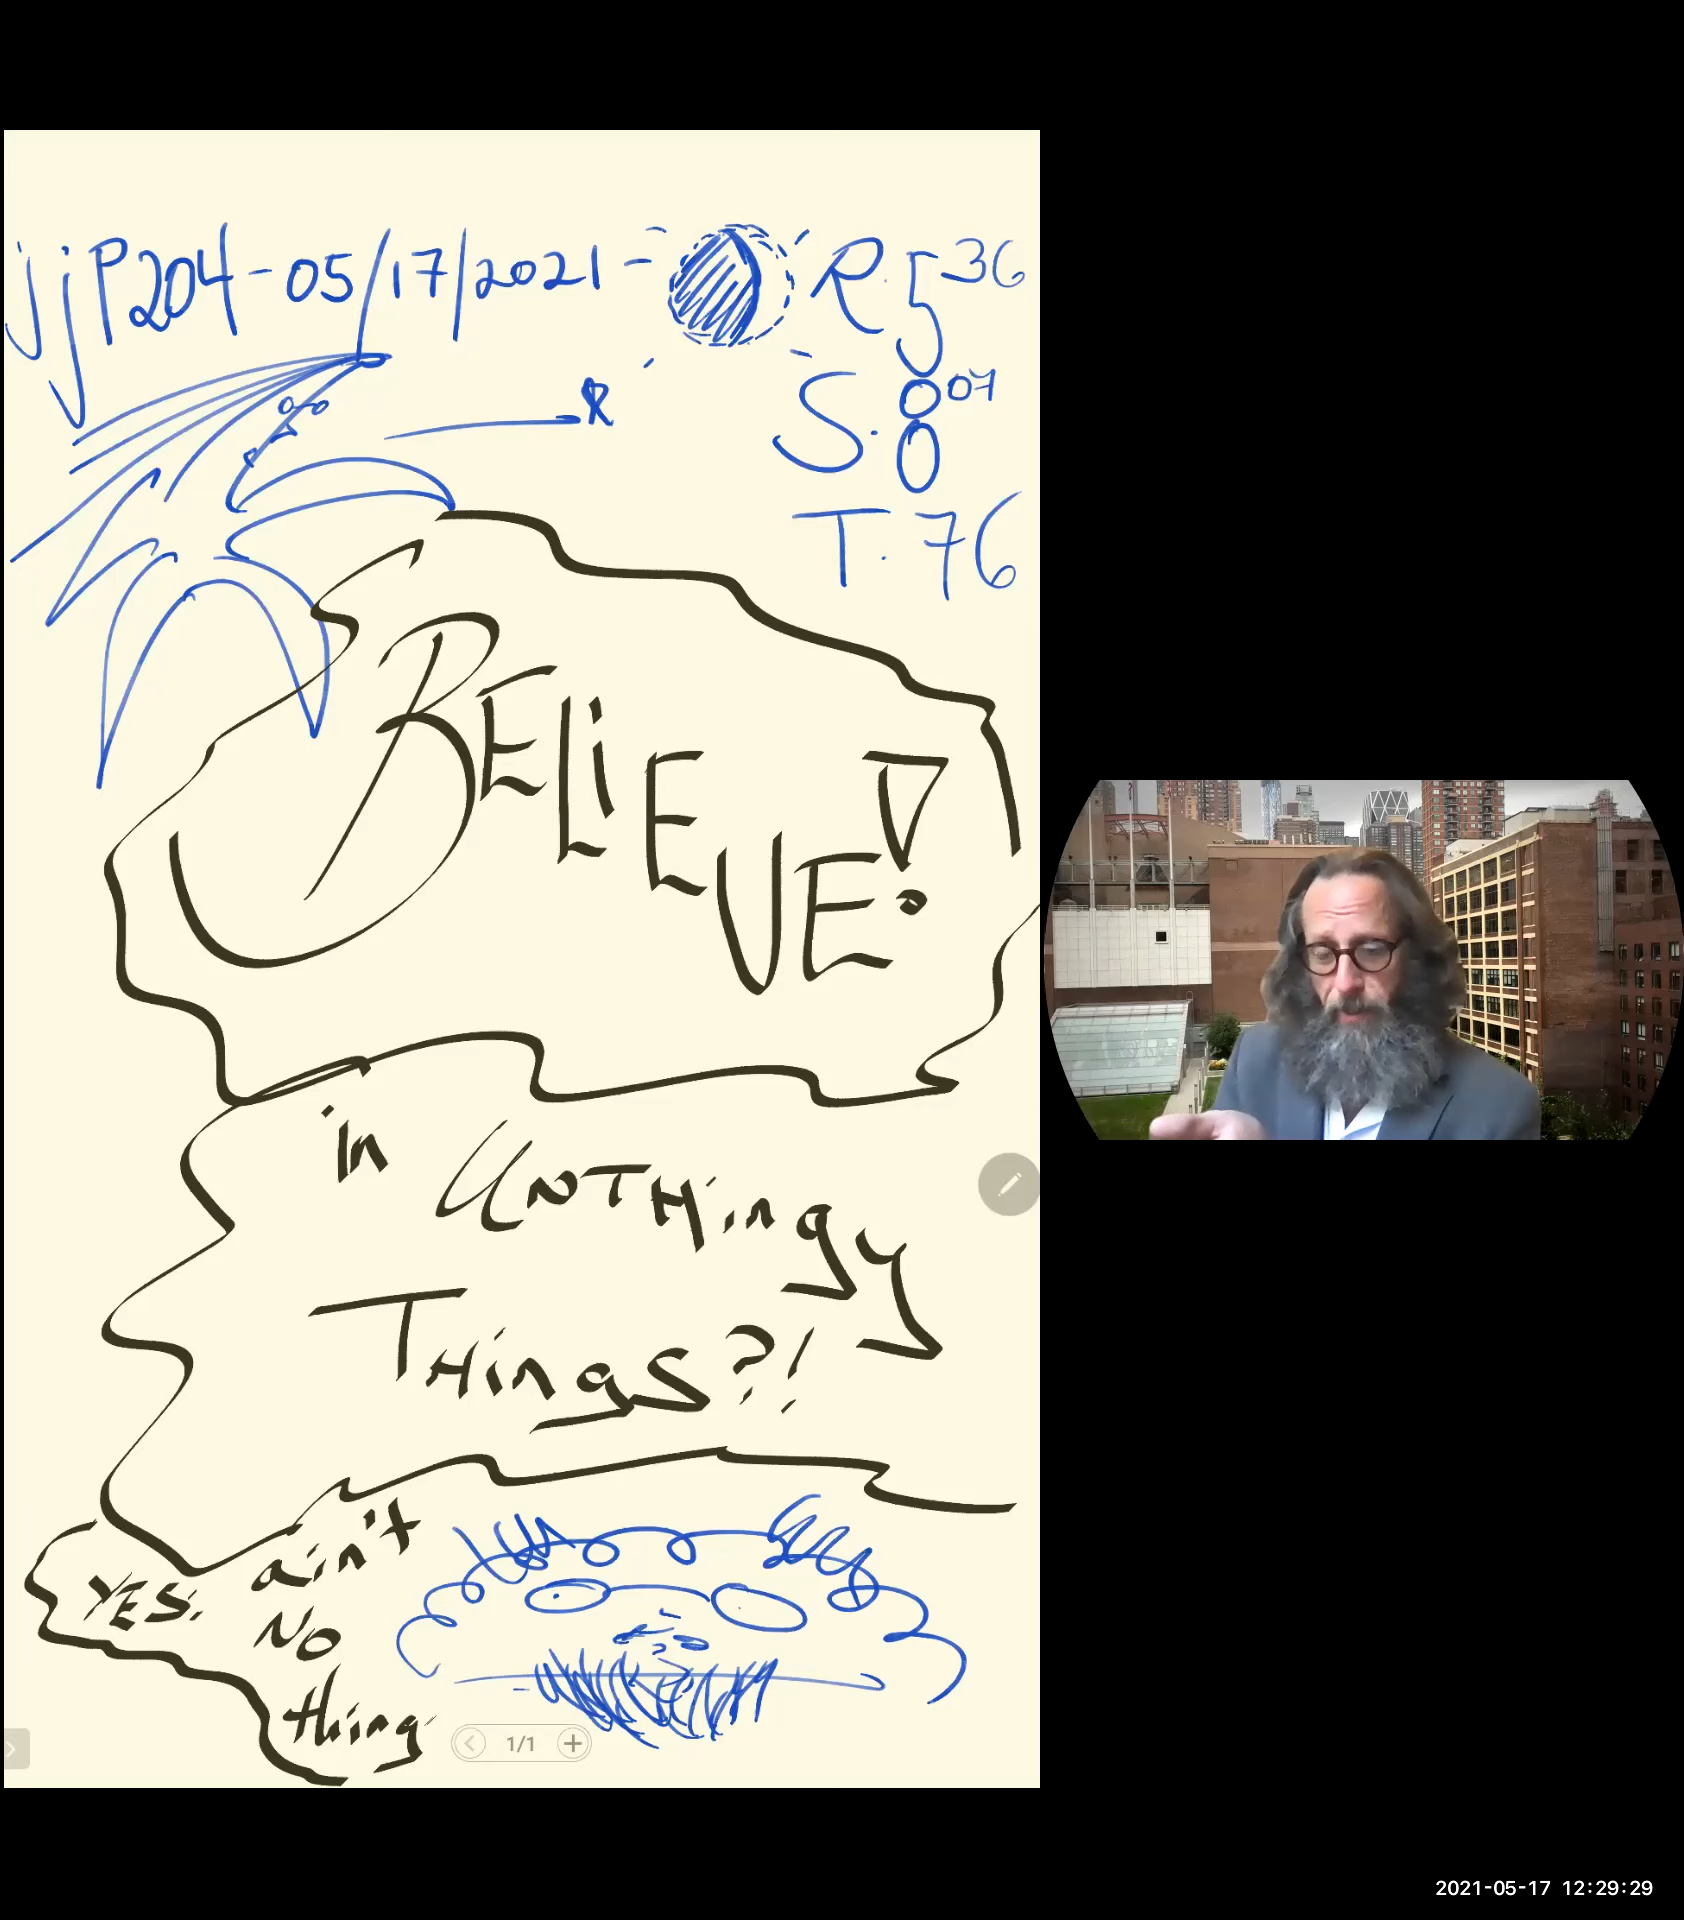 jjP204-05/17/2021-
R. 5 36
S. 8 07
T. 76
BELiEVE!
in UNTHingy
THingS?!
YES: ain't
NO
thing
1/1
2021-05-17 12:29:29